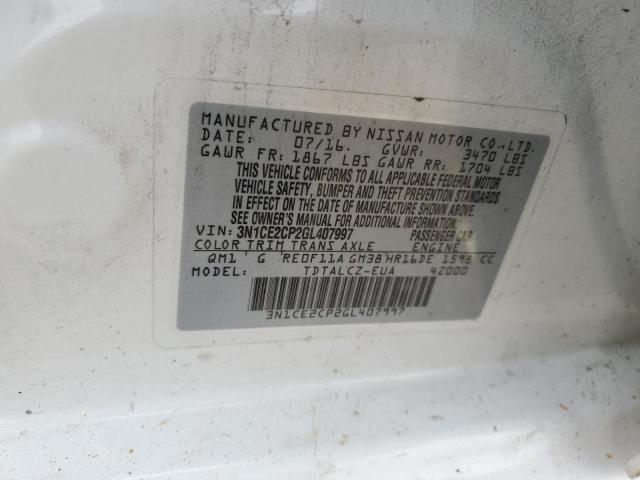 MANUFACTURED BY NISSAN MOTOR CO.,LTD.
DATE: 07/16. GVWR: 3470 LBS
GAWR FR: 1867 LBS GAWR RR: 1704 LBS
THIS VEHICLE CONFORMS TO ALL APPLICABLE FEDERAL MOTOR
VEHICLE SAFETY, BUMPER AND THEFT PREVENTION STANDARDS
IN EFFECT ON THE DATE OF MANUFACTURE SHOWN ABOVE.
SEE OWNER'S MANUAL FOR ADDITIONAL INFORMATION
VIN: 3N1CE2CP2GL407997 PASSENGER CAR
COLOR TRIM TRANS AXLE ENGINE
QM1 G RE0F11A GM38 HR16DE 1598 CC
MODEL: TDTALCZ-EUA 4Z000
3N1CE2CP2GL407997